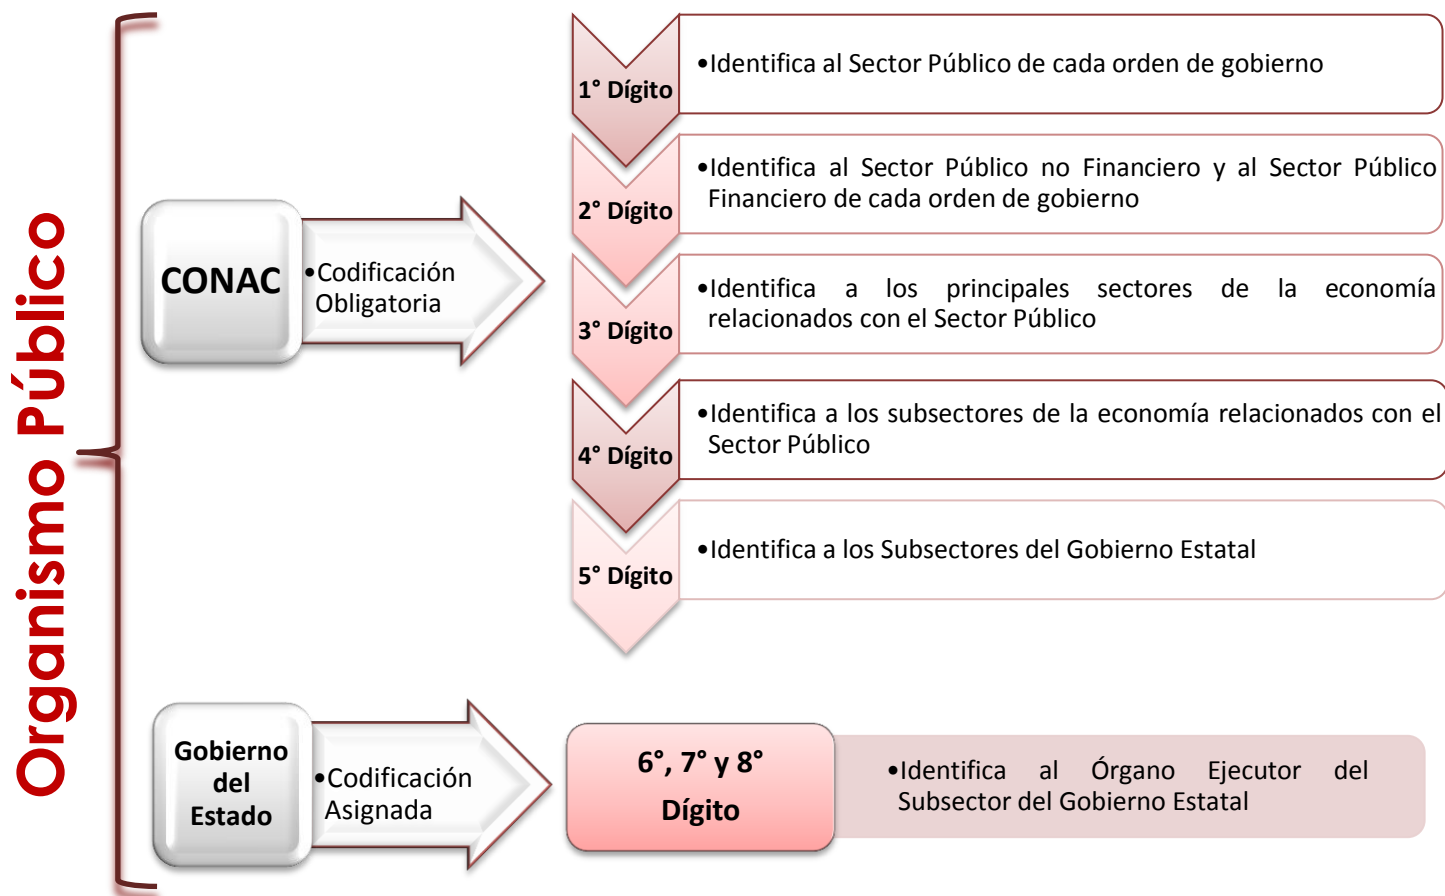 Organismo Público
CONAC
•Codificación
Obligatoria
1° Dígito
•Identifica al Sector Público de cada orden de gobierno
2° Dígito
•Identifica al Sector Público no Financiero y al Sector Público
Financiero de cada orden de gobierno
3° Dígito
•Identifica a los principales sectores de la economía
relacionados con el Sector Público
4° Dígito
•Identifica a los subsectores de la economía relacionados con el
Sector Público
5° Dígito
•Identifica a los Subsectores del Gobierno Estatal
Gobierno
del
Estado
•Codificación
Asignada
6°, 7° y 8°
Dígito
•Identifica al Órgano Ejecutor del
Subsector del Gobierno Estatal